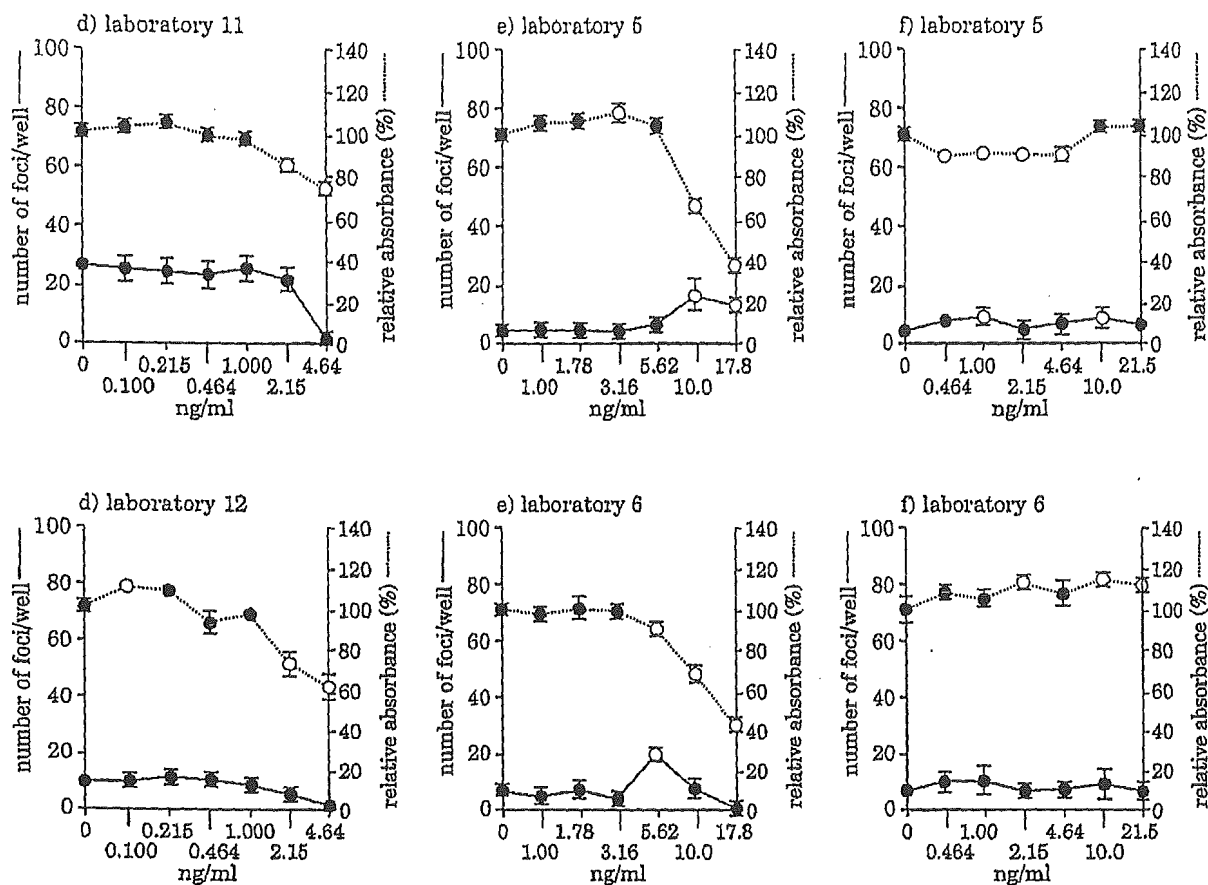 d) laboratory 11
number of foci/well
100
80
60
40
20
0
140
120
100
80
60
40
20
0
relative absorbance (%)
0 0.215 1.000 4.64
0.100 0.464 2.15
ng/ml
e) laboratory 5
number of foci/well
100
80
60
40
20
0
140
120
100
80
60
40
20
0
relative absorbance (%)
0 1.78 5.62 17.8
1.00 3.16 10.0
ng/ml
f) laboratory 5
number of foci/well
100
80
60
40
20
0
140
120
100
80
60
40
20
0
relative absorbance (%)
0 1.00 4.64 21.5
0.464 2.15 10.0
ng/ml
d) laboratory 12
number of foci/well
100
80
60
40
20
0
140
120
100
80
60
40
20
0
relative absorbance (%)
0 0.215 1.000 4.64
0.100 0.464 2.15
ng/ml
e) laboratory 6
number of foci/well
100
80
60
40
20
0
140
120
100
80
60
40
20
0
relative absorbance (%)
0 1.78 5.62 17.8
1.00 3.16 10.0
ng/ml
f) laboratory 6
number of foci/well
100
80
60
40
20
0
140
120
100
80
60
40
20
0
relative absorbance (%)
0 1.00 4.64 21.5
0.464 2.15 10.0
ng/ml